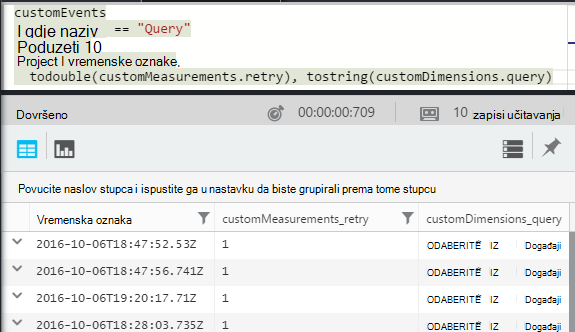 customEvents
I gdje naziv == "Query"
Poduzeti 10
Project I vremenske oznake,
todouble(customMeasurements.retry), tostring(customDimensions.query)
Dovršeno 00:00:00:709 10 zapisi učitavanja
Povucite naslov stupca i ispustite ga u nastavku da biste grupirali prema tome stupcu
Vremenska oznaka customMeasurements_retry customDimensions_query
2016-10-06T18:47:52.53Z 1 ODABERITE IZ Događaji
2016-10-06T18:47:56.741Z 1 ODABERITE IZ Događaji
2016-10-06T19:20:17.71Z 1 ODABERITE IZ Događaji
2016-10-06T18:28:03.735Z 1 ODABERITE IZ Događaji